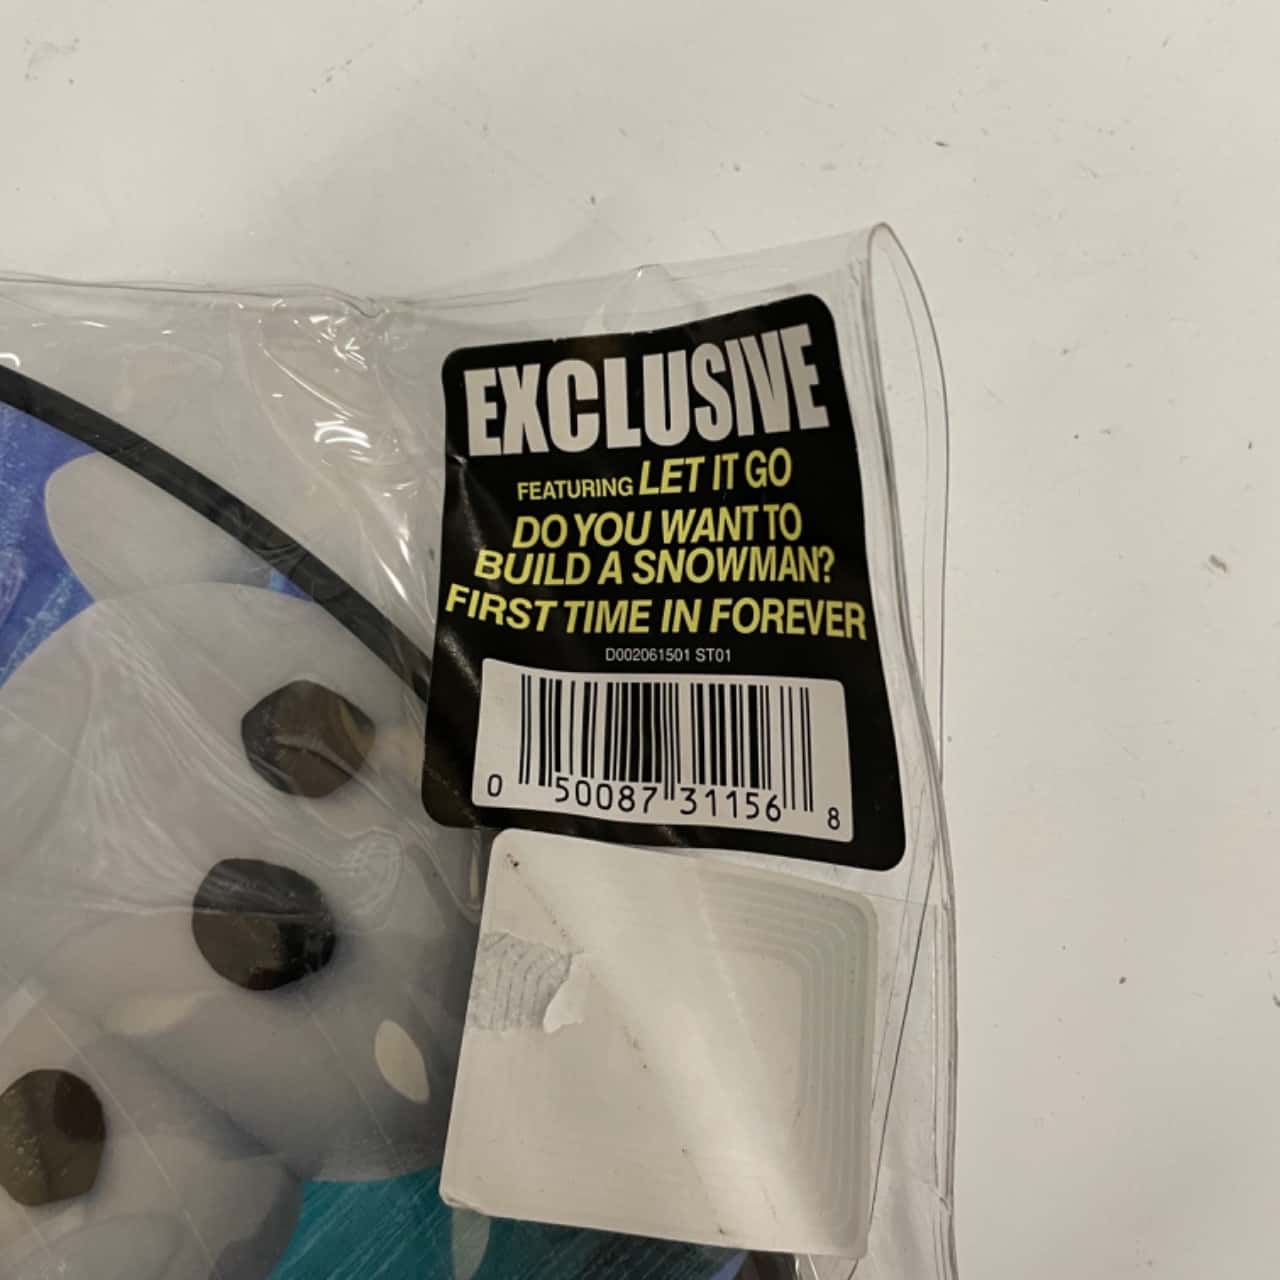 EXCLUSIVE
FEATURING LET IT GO
DO YOU WANT TO
BUILD A SNOWMAN?
FIRST TIME IN FOREVER
D002061501 ST01
0 50087 31156 8